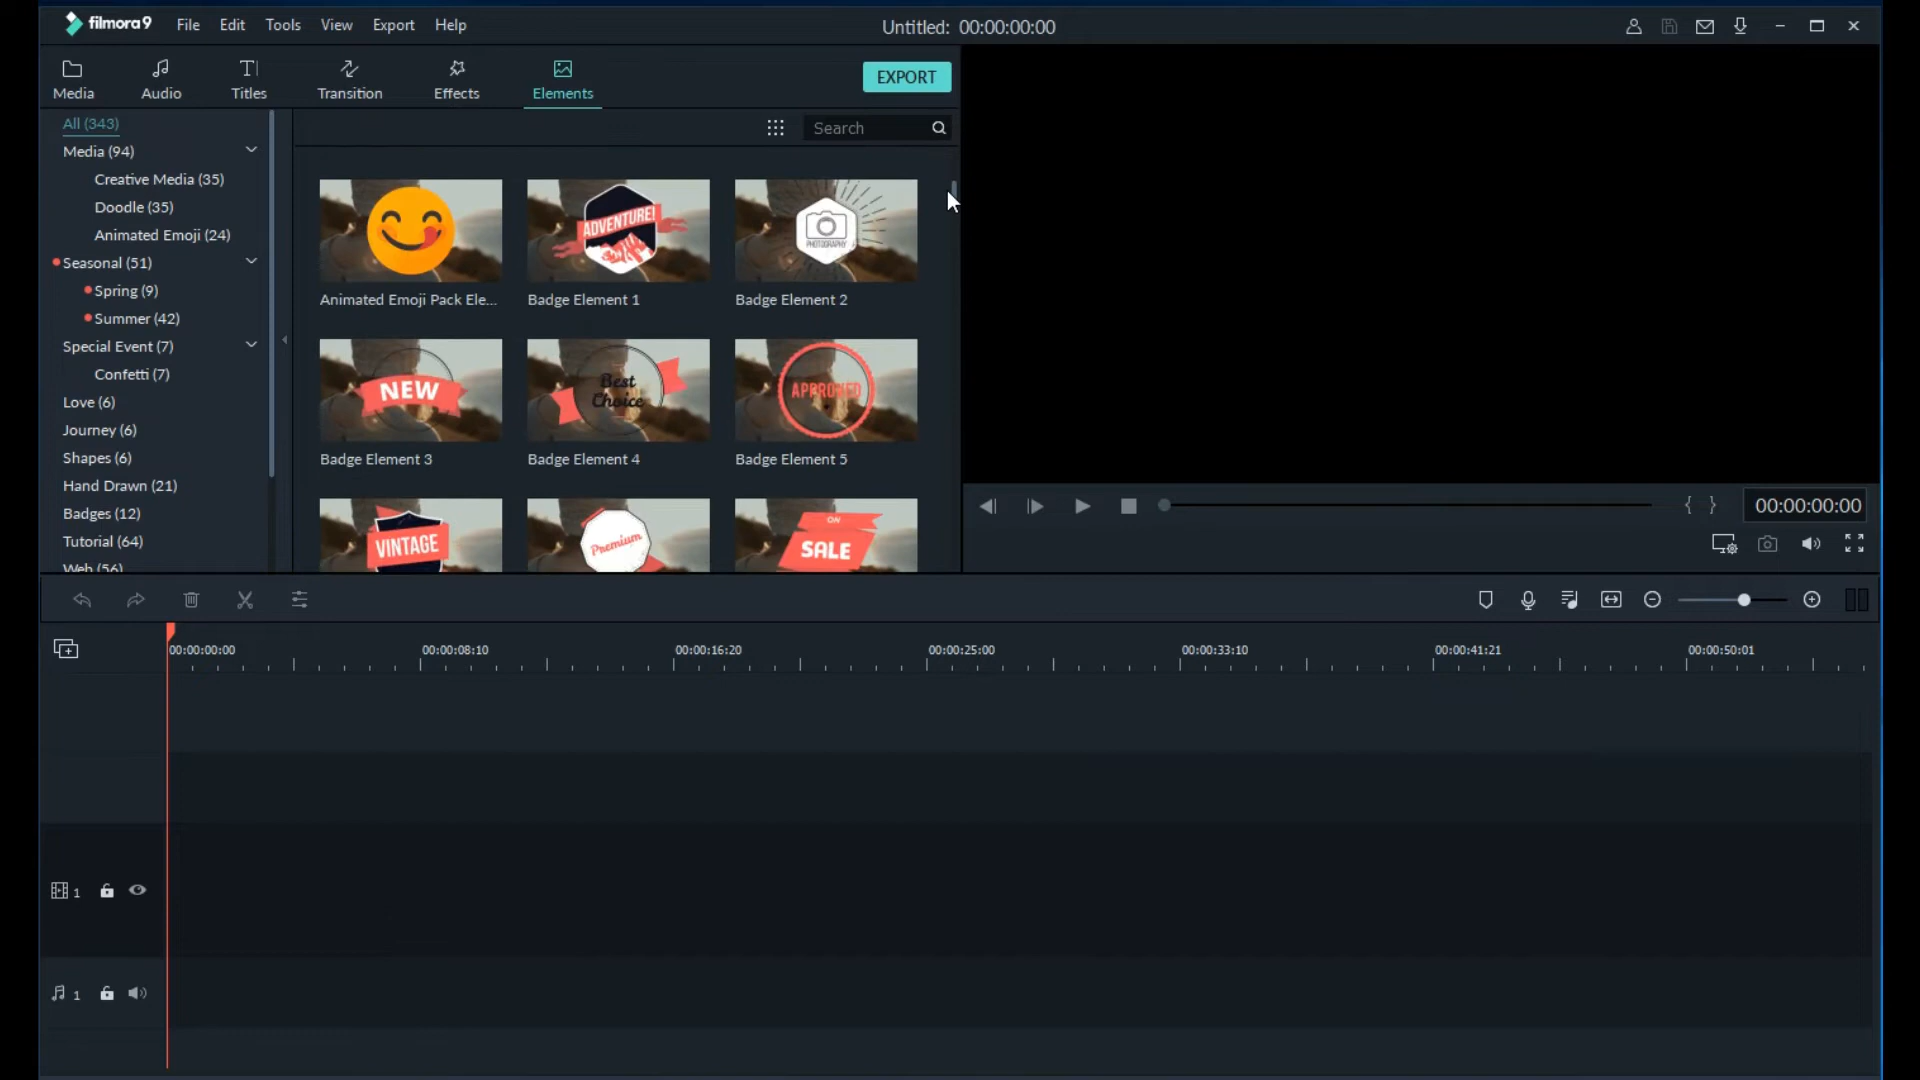 filmora9 File Edit Tools View Export Help Untitled: 00:00:00:00
Media Audio Titles Transition Effects Elements EXPORT
All (343)
Search
Media (94)
Creative Media (35)
Doodle (35)
Animated Emoji (24)
Seasonal (51)
Spring (9)
Summer (42)
Special Event (7)
Confetti (7)
Love (6)
Journey (6)
Shapes (6)
Hand Drawn (21)
Badges (12)
Tutorial (64)
Web (56)
ADVENTURE!
PHOTOGRAPHY
Animated Emoji Pack Ele... Badge Element 1 Badge Element 2
NEW
Best
Choice
APPROVED
Badge Element 3 Badge Element 4 Badge Element 5
VINTAGE
Premium
ON
SALE
{ } 00:00:00:00
00:00:00:00 00:00:08:10 00:00:16:20 00:00:25:00 00:00:33:10 00:00:41:21 00:00:50:01
1
1